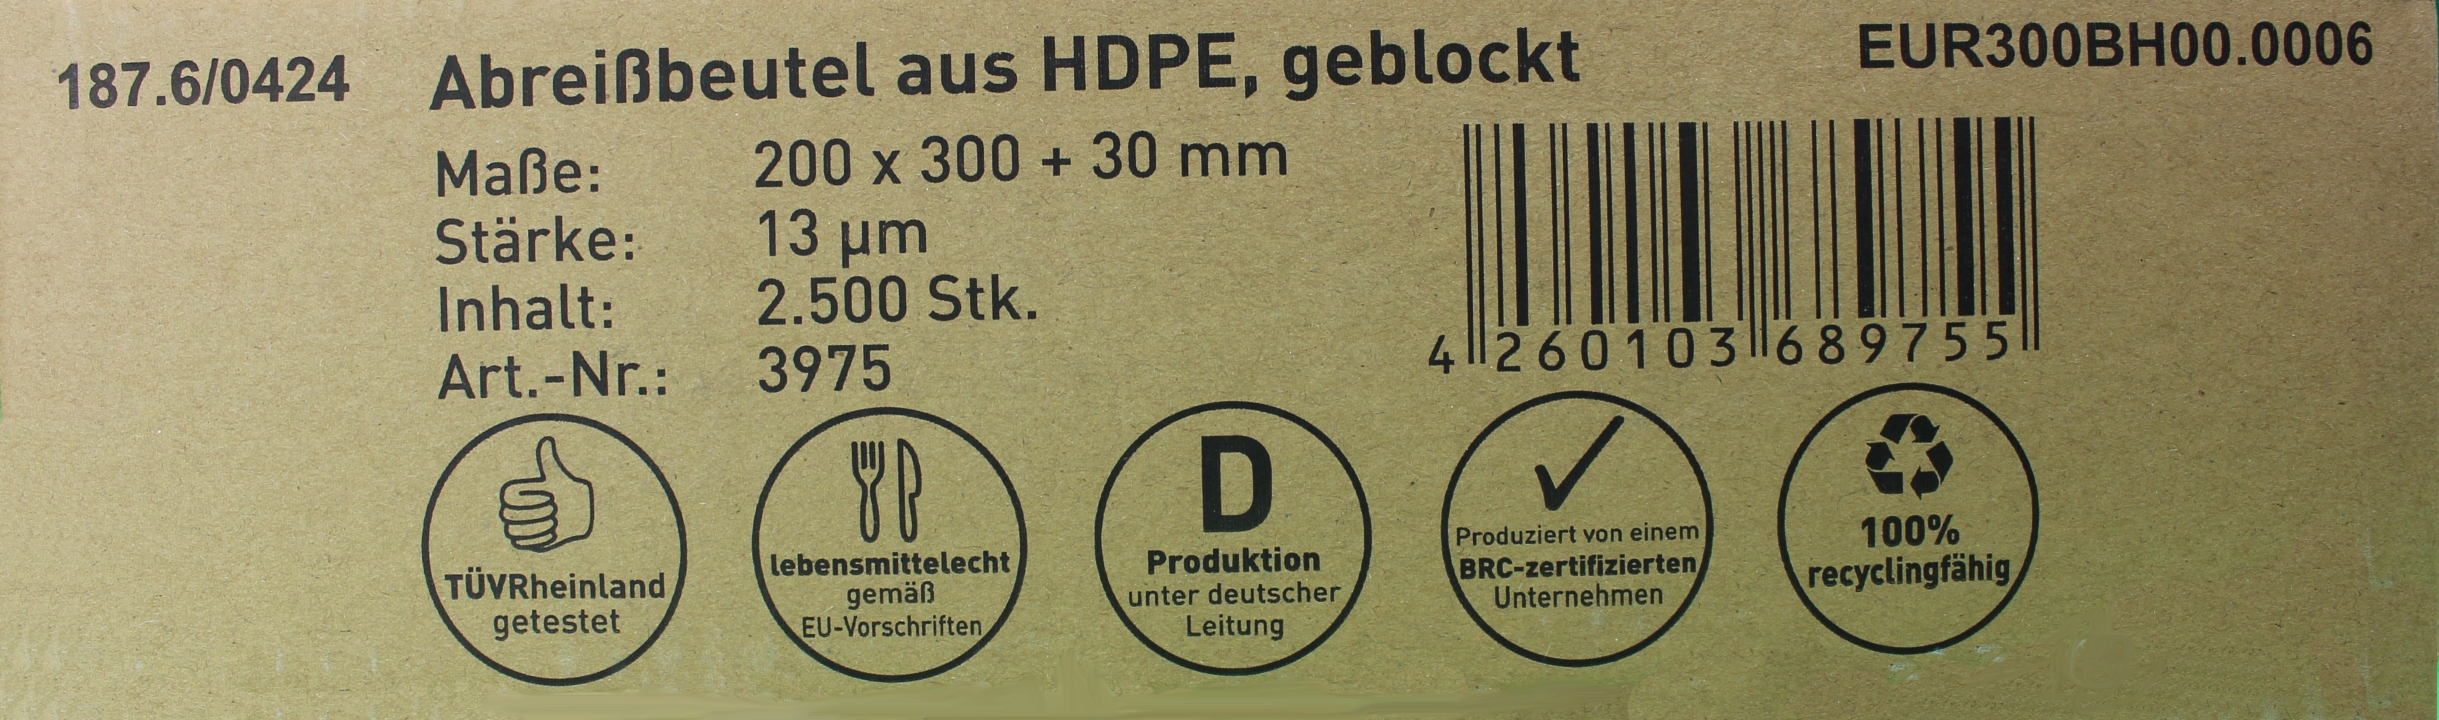 187.6/0424
Abreißbeutel aus HDPE, geblockt
EUR300BH00.0006
Maße: 200 x 300 + 30 mm
Stärke: 13 µm
Inhalt: 2.500 Stk.
Art.-Nr.: 3975
4 260103 689755
TÜVRheinland
getestet
lebensmittelecht
gemäß
EU-Vorschriften
D
Produktion
unter deutscher
Leitung
Produziert von einem
BRC-zertifizierten
Unternehmen
100%
recyclingfähig